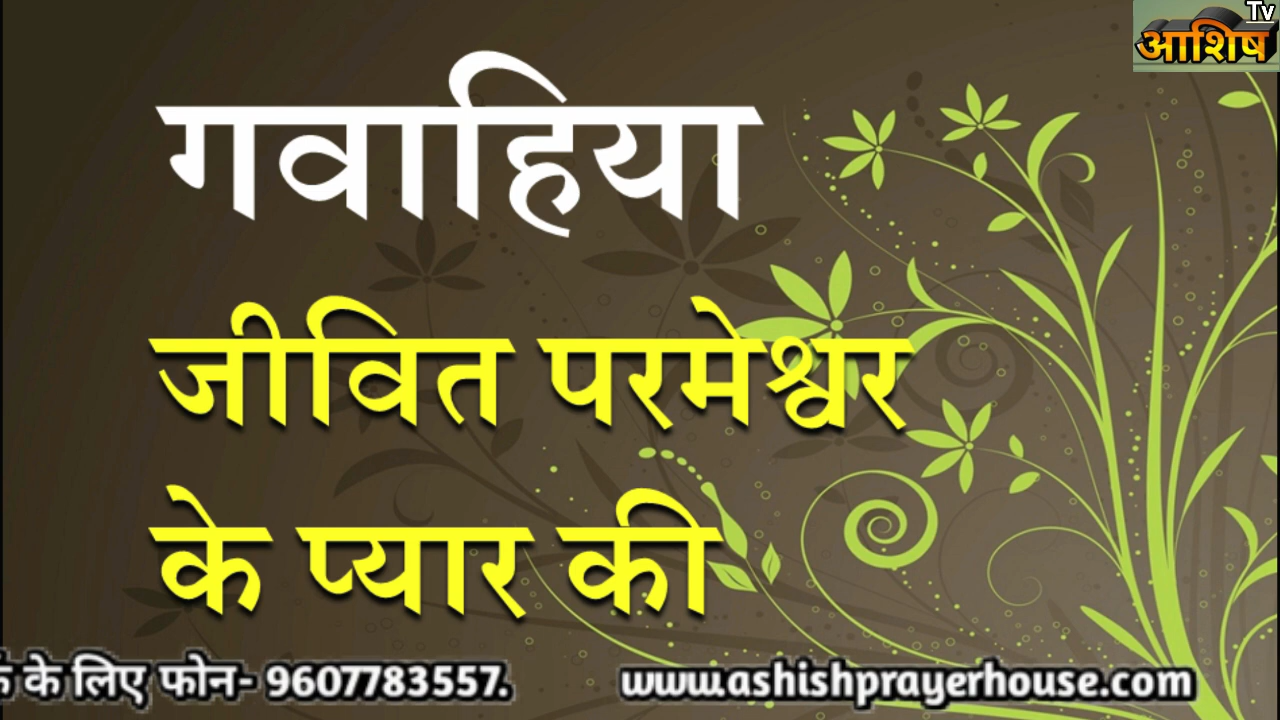 Tv
आशिष
गवाहिया
जीवित परमेश्वर
के प्यार की
के लिए फोन- 9607783557. www.ashishprayerhouse.com